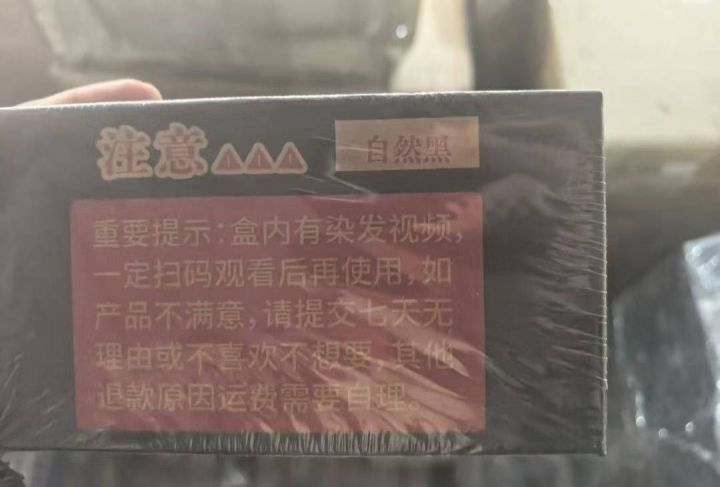 注意 自然黑
重要提示:盒内有染发视频,
一定扫码观看后再使用,如
产品不满意,请提交七天无
理由或不喜欢不想要,其他
退款原因运费需要自理。